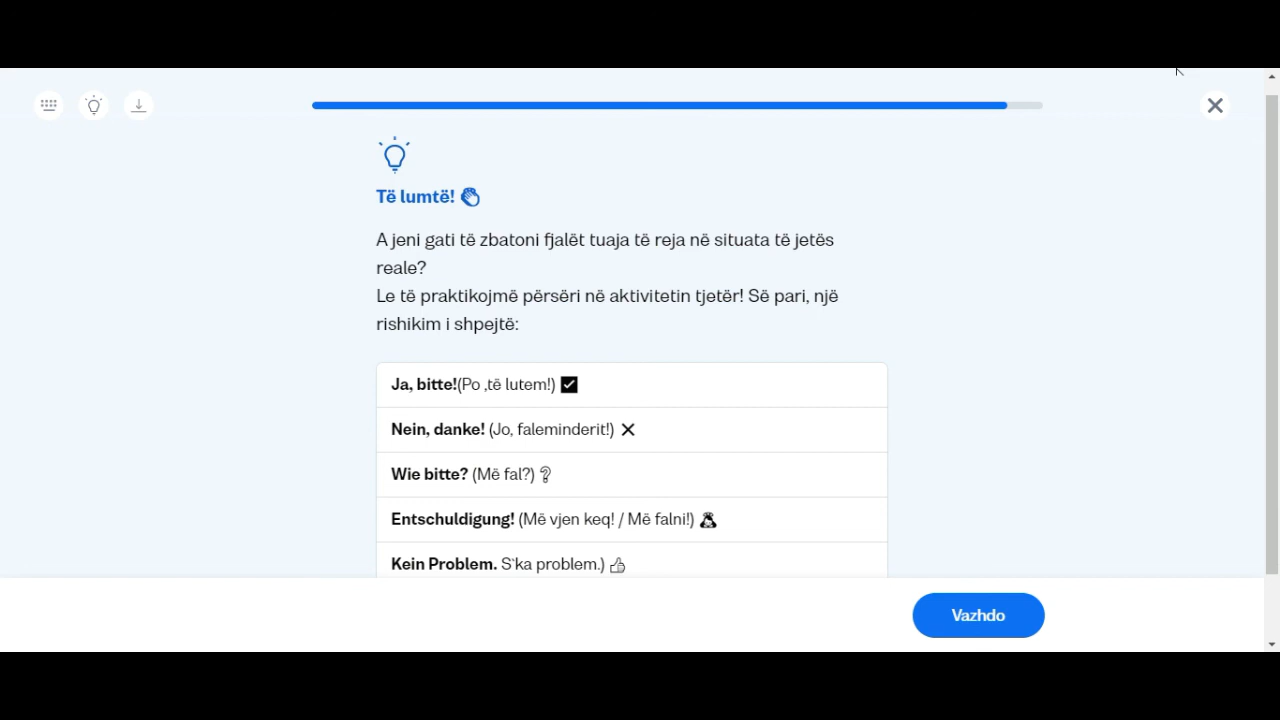 Të lumtë!
A jeni gati të zbatoni fjalët tuaja të reja në situata të jetës
reale?
Le të praktikojmë përsëri në aktivitetin tjetër! Së pari, një
rishikim i shpejtë:
Ja, bitte!(Po ,të lutem!)
Nein, danke! (Jo, faleminderit!)
Wie bitte? (Më fal?)
Entschuldigung! (Më vjen keq! / Më falni!)
Kein Problem. S`ka problem.)
Vazhdo